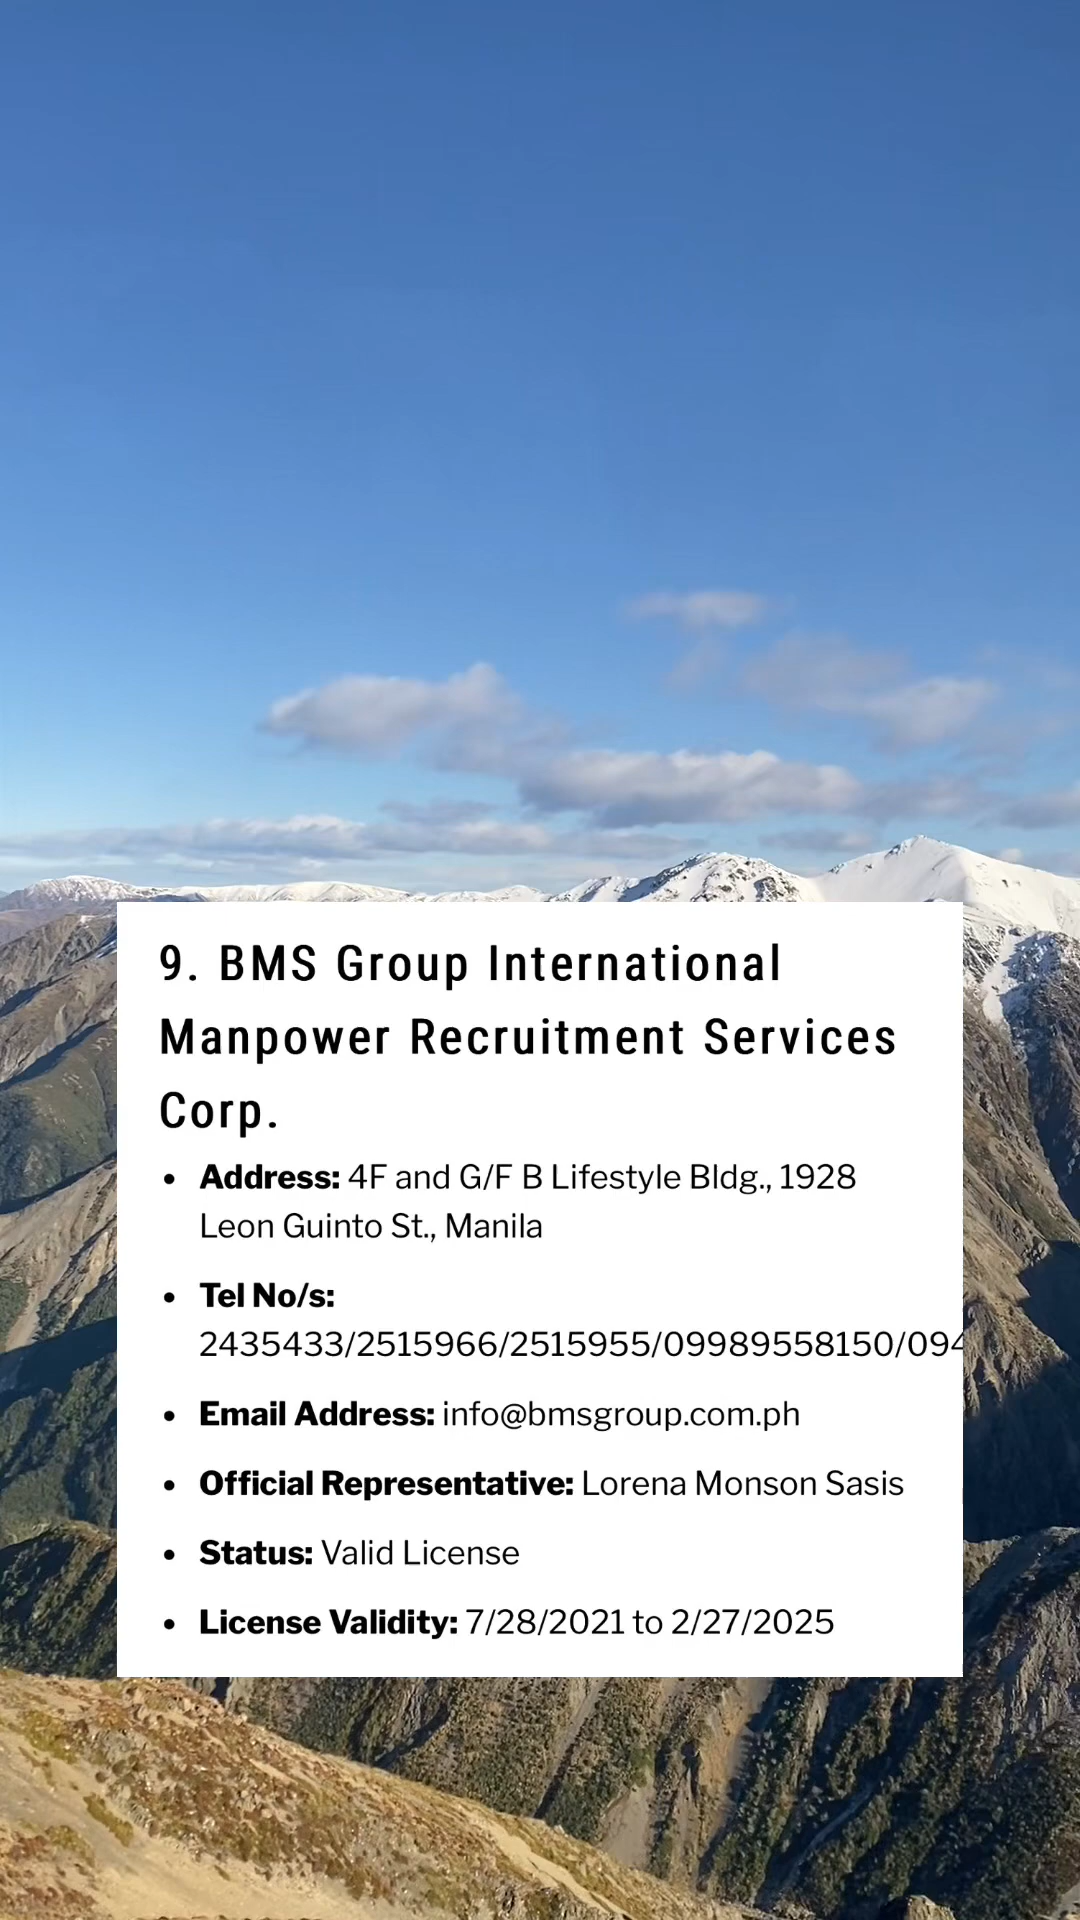 9. BMS Group International
Manpower Recruitment Services
Corp.
• Address: 4F and G/F B Lifestyle Bldg., 1928
Leon Guinto St., Manila
• Tel No/s:
2435433/2515966/2515955/09989558150/094
• Email Address: info@bmsgroup.com.ph
• Official Representative: Lorena Monson Sasis
• Status: Valid License
• License Validity: 7/28/2021 to 2/27/2025